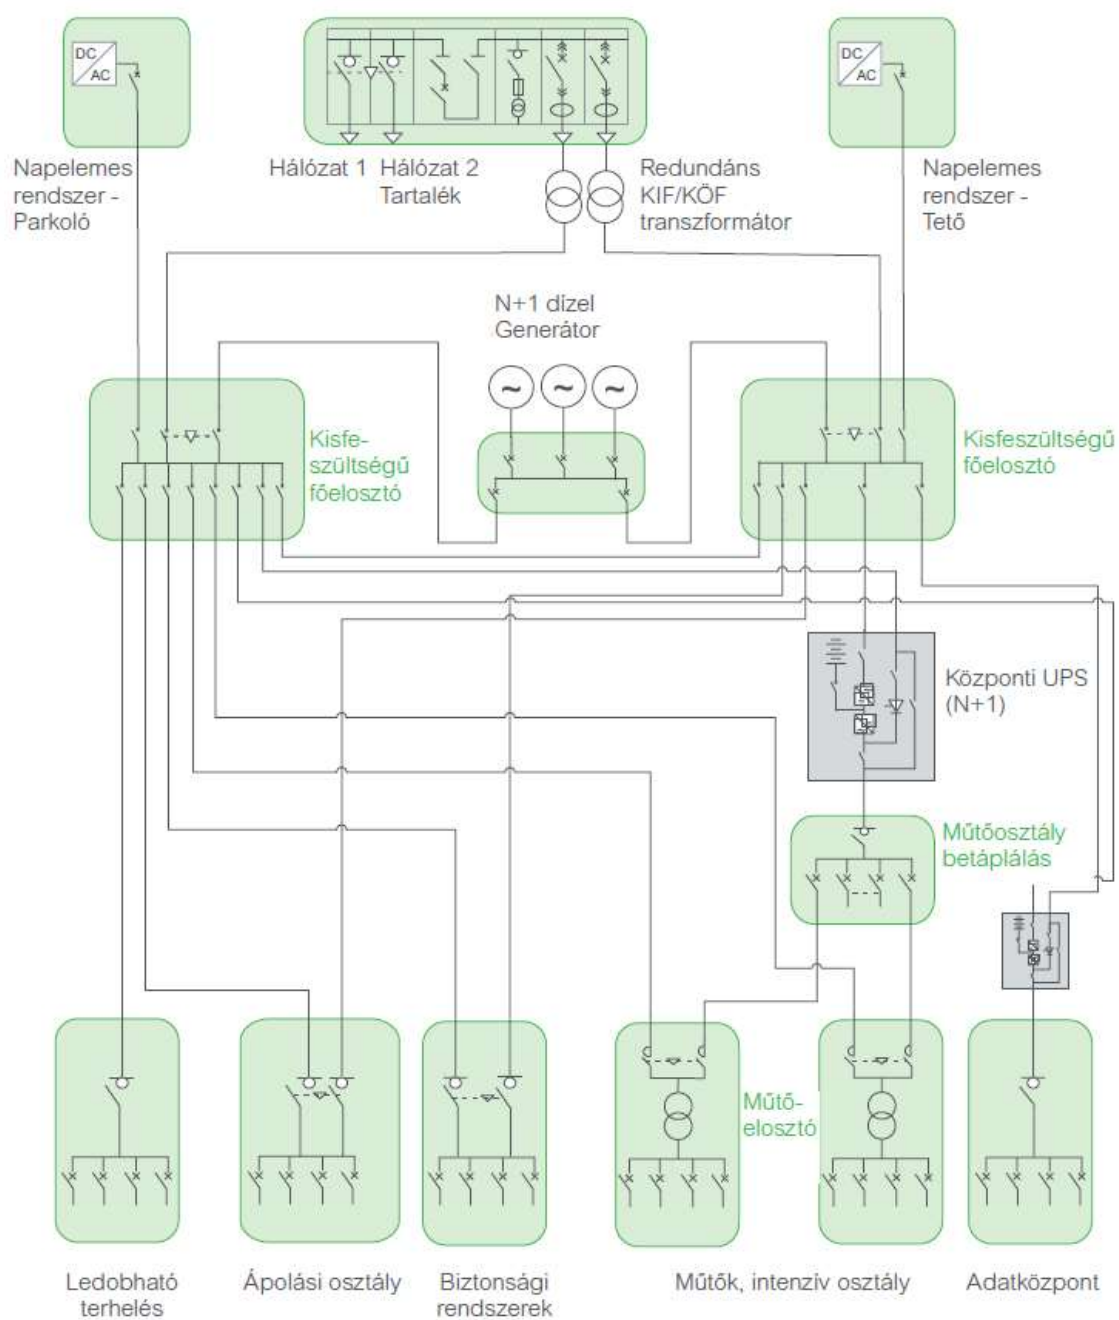 DC
AC
DC
AC
Napelemes
rendszer -
Parkoló
Hálózat 1
Hálózat 2
Tartalék
Redundáns
KIF/KÖF
transzformátor
Napelemes
rendszer -
Tető
N+1 dízel
Generátor
~
~
~
Kisfe-
szültségű
főelosztó
Kisfeszültségű
főelosztó
Központi UPS
(N+1)
Műtőosztály
betáplálás
Műtő-
elosztó
Ledobható
terhelés
Ápolási osztály
Biztonsági
rendszerek
Műtők, intenzív osztály
Adatközpont